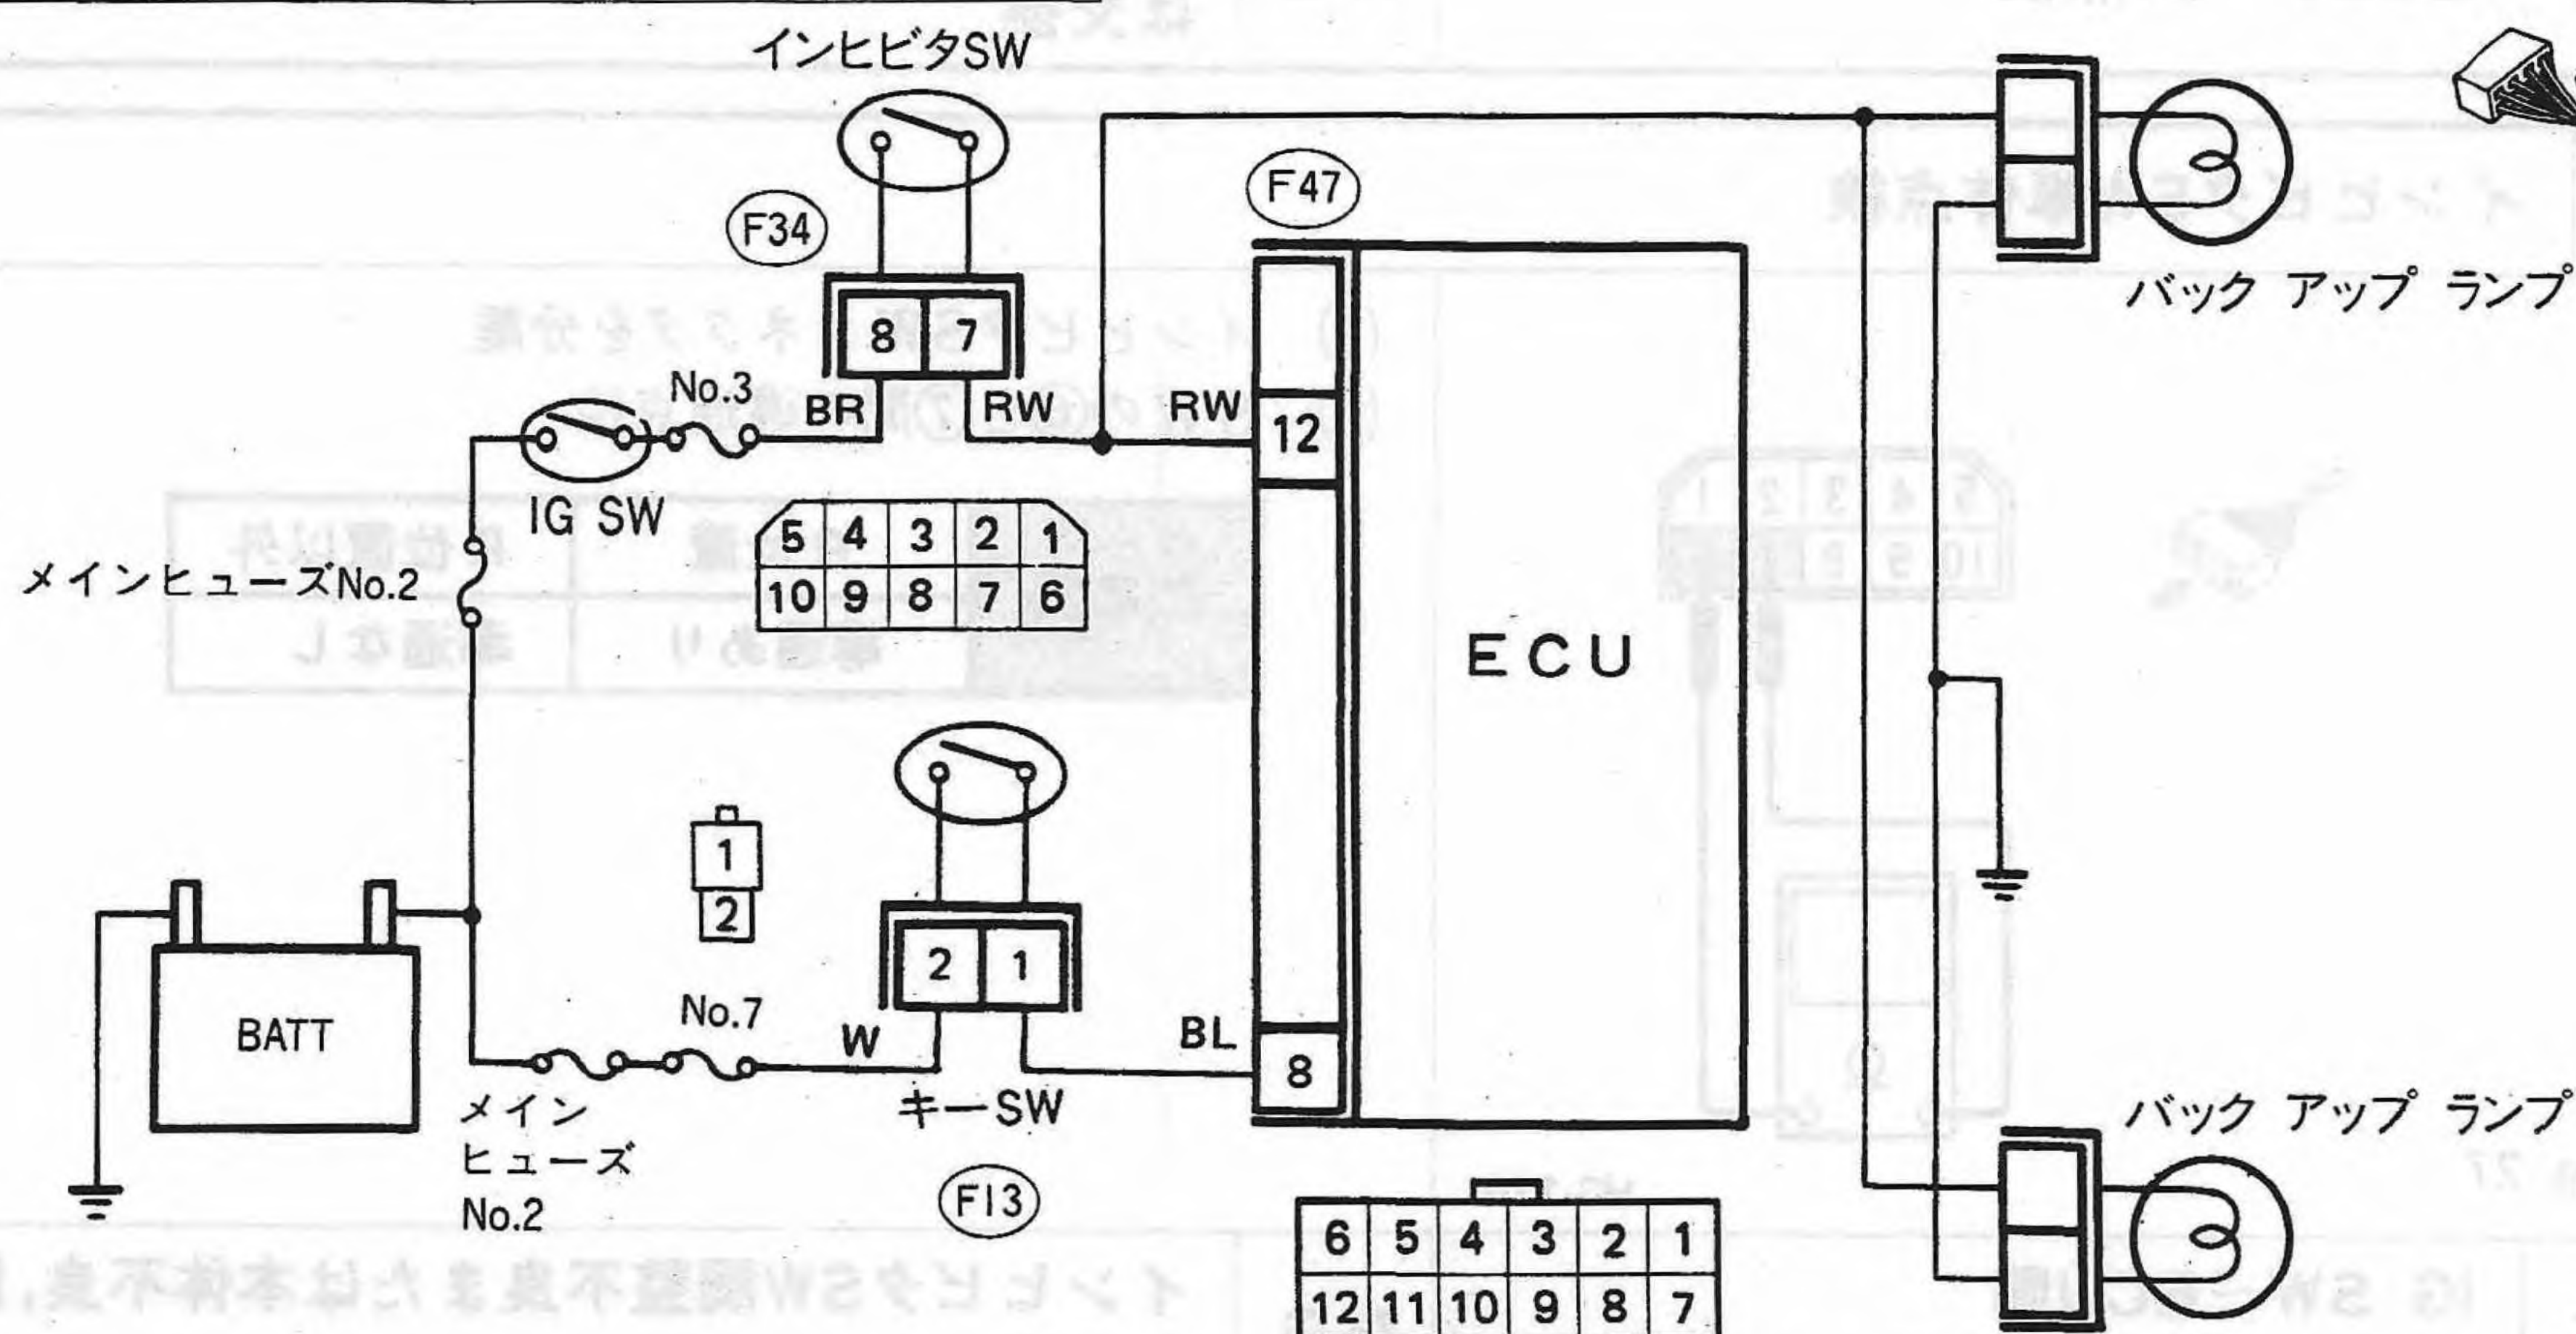 インヒビタSW
F34
F47
8 7
No.3
BR
RW
RW
12
バック アップ ランプ
IG SW
メインヒューズNo.2
5 4 3 2 1
10 9 8 7 6
ECU
1
2
2 1
No.7
W
BL
8
BATT
キーSW
メイン
ヒューズ
No.2
F13
バック アップ ランプ
6 5 4 3 2 1
12 11 10 9 8 7